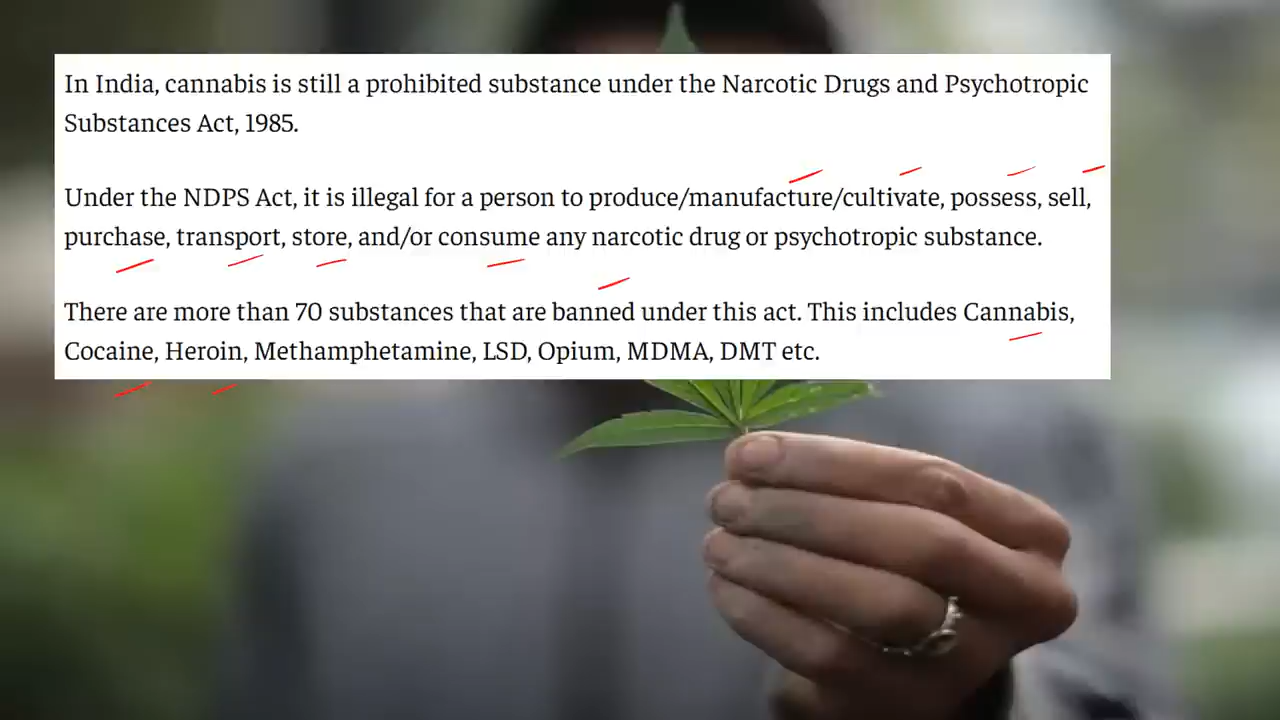 In India, cannabis is still a prohibited substance under the Narcotic Drugs and Psychotropic
Substances Act, 1985.
Under the NDPS Act, it is illegal for a person to produce/manufacture/cultivate, possess, sell,
purchase, transport, store, and/or consume any narcotic drug or psychotropic substance.
There are more than 70 substances that are banned under this act. This includes Cannabis,
Cocaine, Heroin, Methamphetamine, LSD, Opium, MDMA, DMT etc.